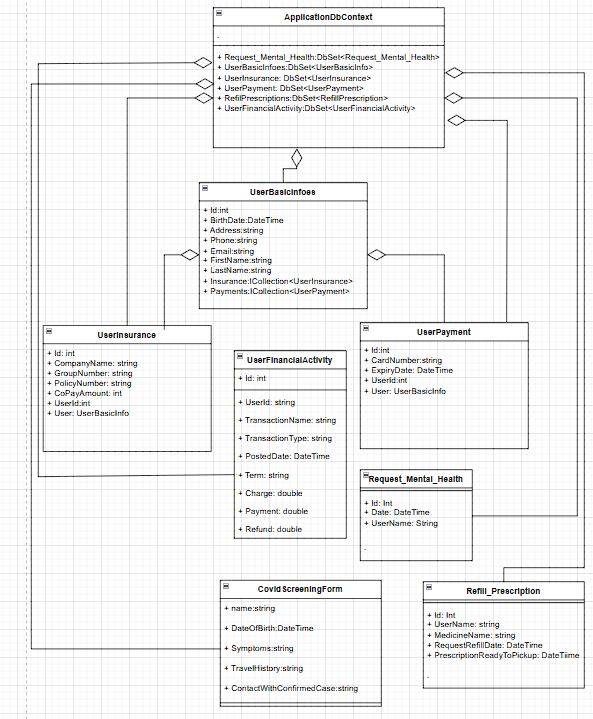 ApplicationDbContext
-
+ Request_Mental_Health:DbSet<Request_Mental_Health>
+ UserBasicInfoes:DbSet<UserBasicInfo>
+ UserInsurance: DbSet<UserInsurance>
+ UserPayment: DbSet<UserPayment>
+ RefilPrescriptions:DbSet<RefillPrescription>
+ UserFinancialActivity:DbSet<UserFinancialActivity>
UserBasicInfoes
+ Id:int
+ BirthDate:DateTime
+ Address:string
+ Phone:string
+ Email:string
+ FirstName:string
+ LastName:string
+ Insurance:ICollection<UserInsurance>
+ Payments:ICollection<UserPayment>
UserInsurance
+ Id: int
+ CompanyName: string
+ GroupNumber: string
+ PolicyNumber: string
+ CoPayAmount: int
+ UserId:int
+ User: UserBasicInfo
UserFinancialActivity
+ Id: int
+ UserId: string
+ TransactionName: string
+ TransactionType: string
+ PostedDate: DateTime
+ Term: string
+ Charge: double
+ Payment: double
+ Refund: double
UserPayment
+ Id:int
+ CardNumber:string
+ ExpiryDate: DateTime
+ UserId:int
+ User: UserBasicInfo
Request_Mental_Health
+ Id: Int
+ Date: DateTime
+ UserName: String
-
CovidScreeningForm
+ name:string
+ DateOfBirth:DateTime
+ Symptoms:string
+ TravelHistory:string
+ ContactWithConfirmedCase:string
Refill_Prescription
+ Id: Int
+ UserName: string
+ MedicineName: string
+ RequestRefillDate: DateTime
+ PrescriptionReadyToPickup: DateTiime
-